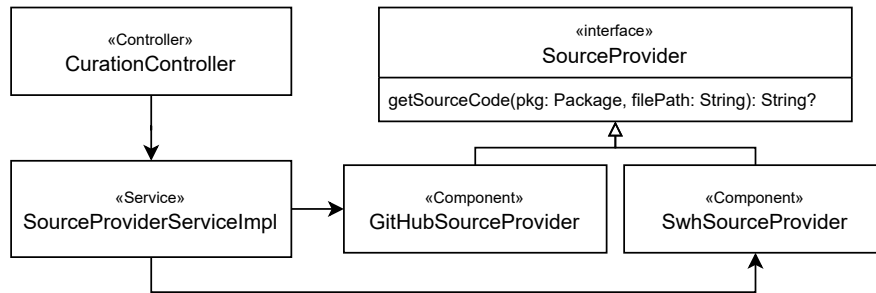 «Controller»
CurationController
«interface»
SourceProvider
getSourceCode(pkg: Package, filePath: String): String?
«Service»
SourceProviderServiceImpl
«Component»
GitHubSourceProvider
«Component»
SwhSourceProvider